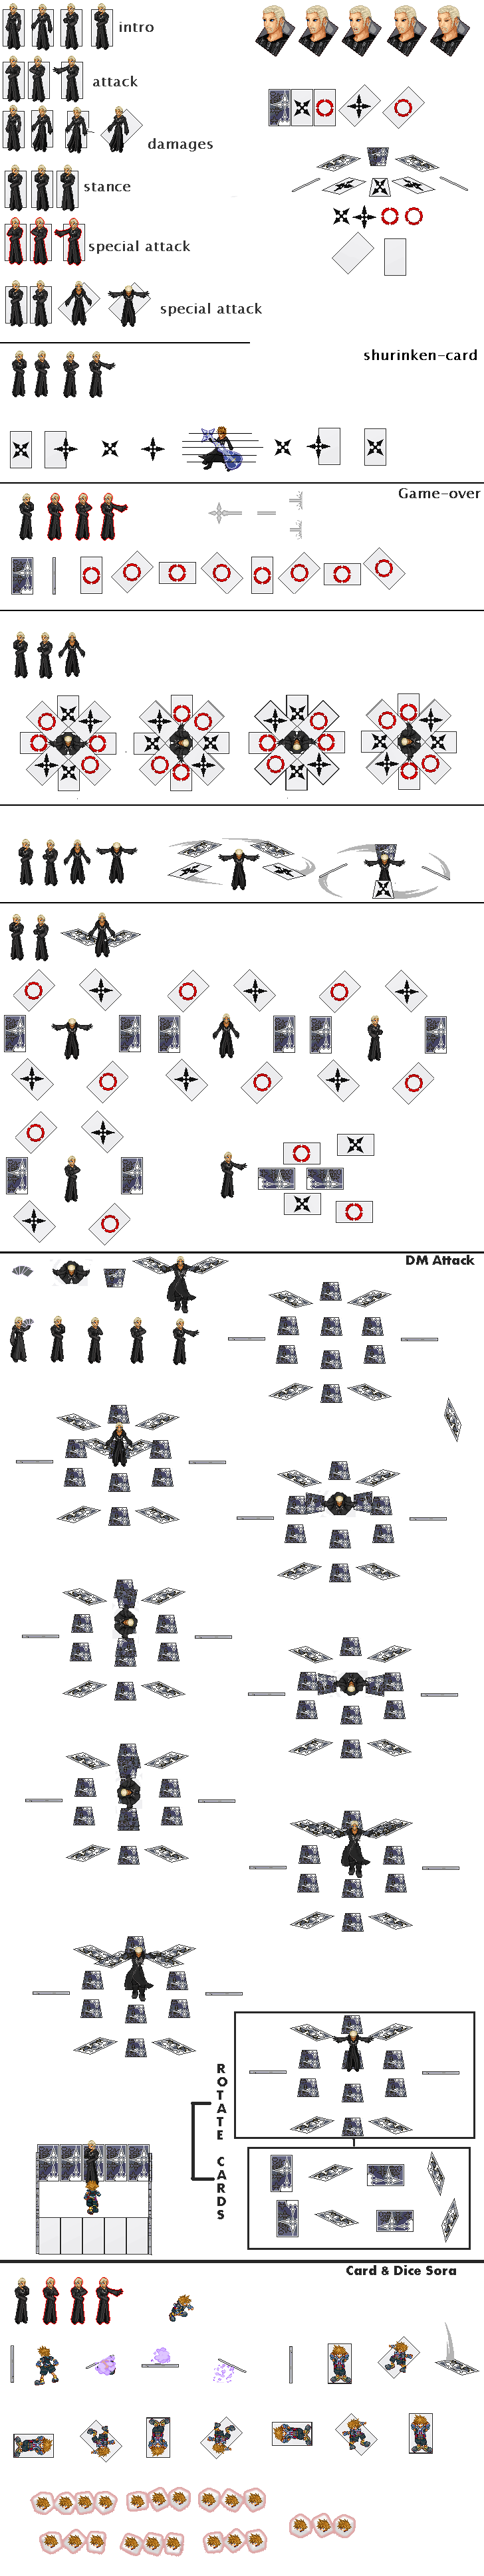 intro
attack
damages
stance
special attack
special attack
shurinken-card
Game-over
DM Attack
ROTATE CARDS
Card & Dice Sora